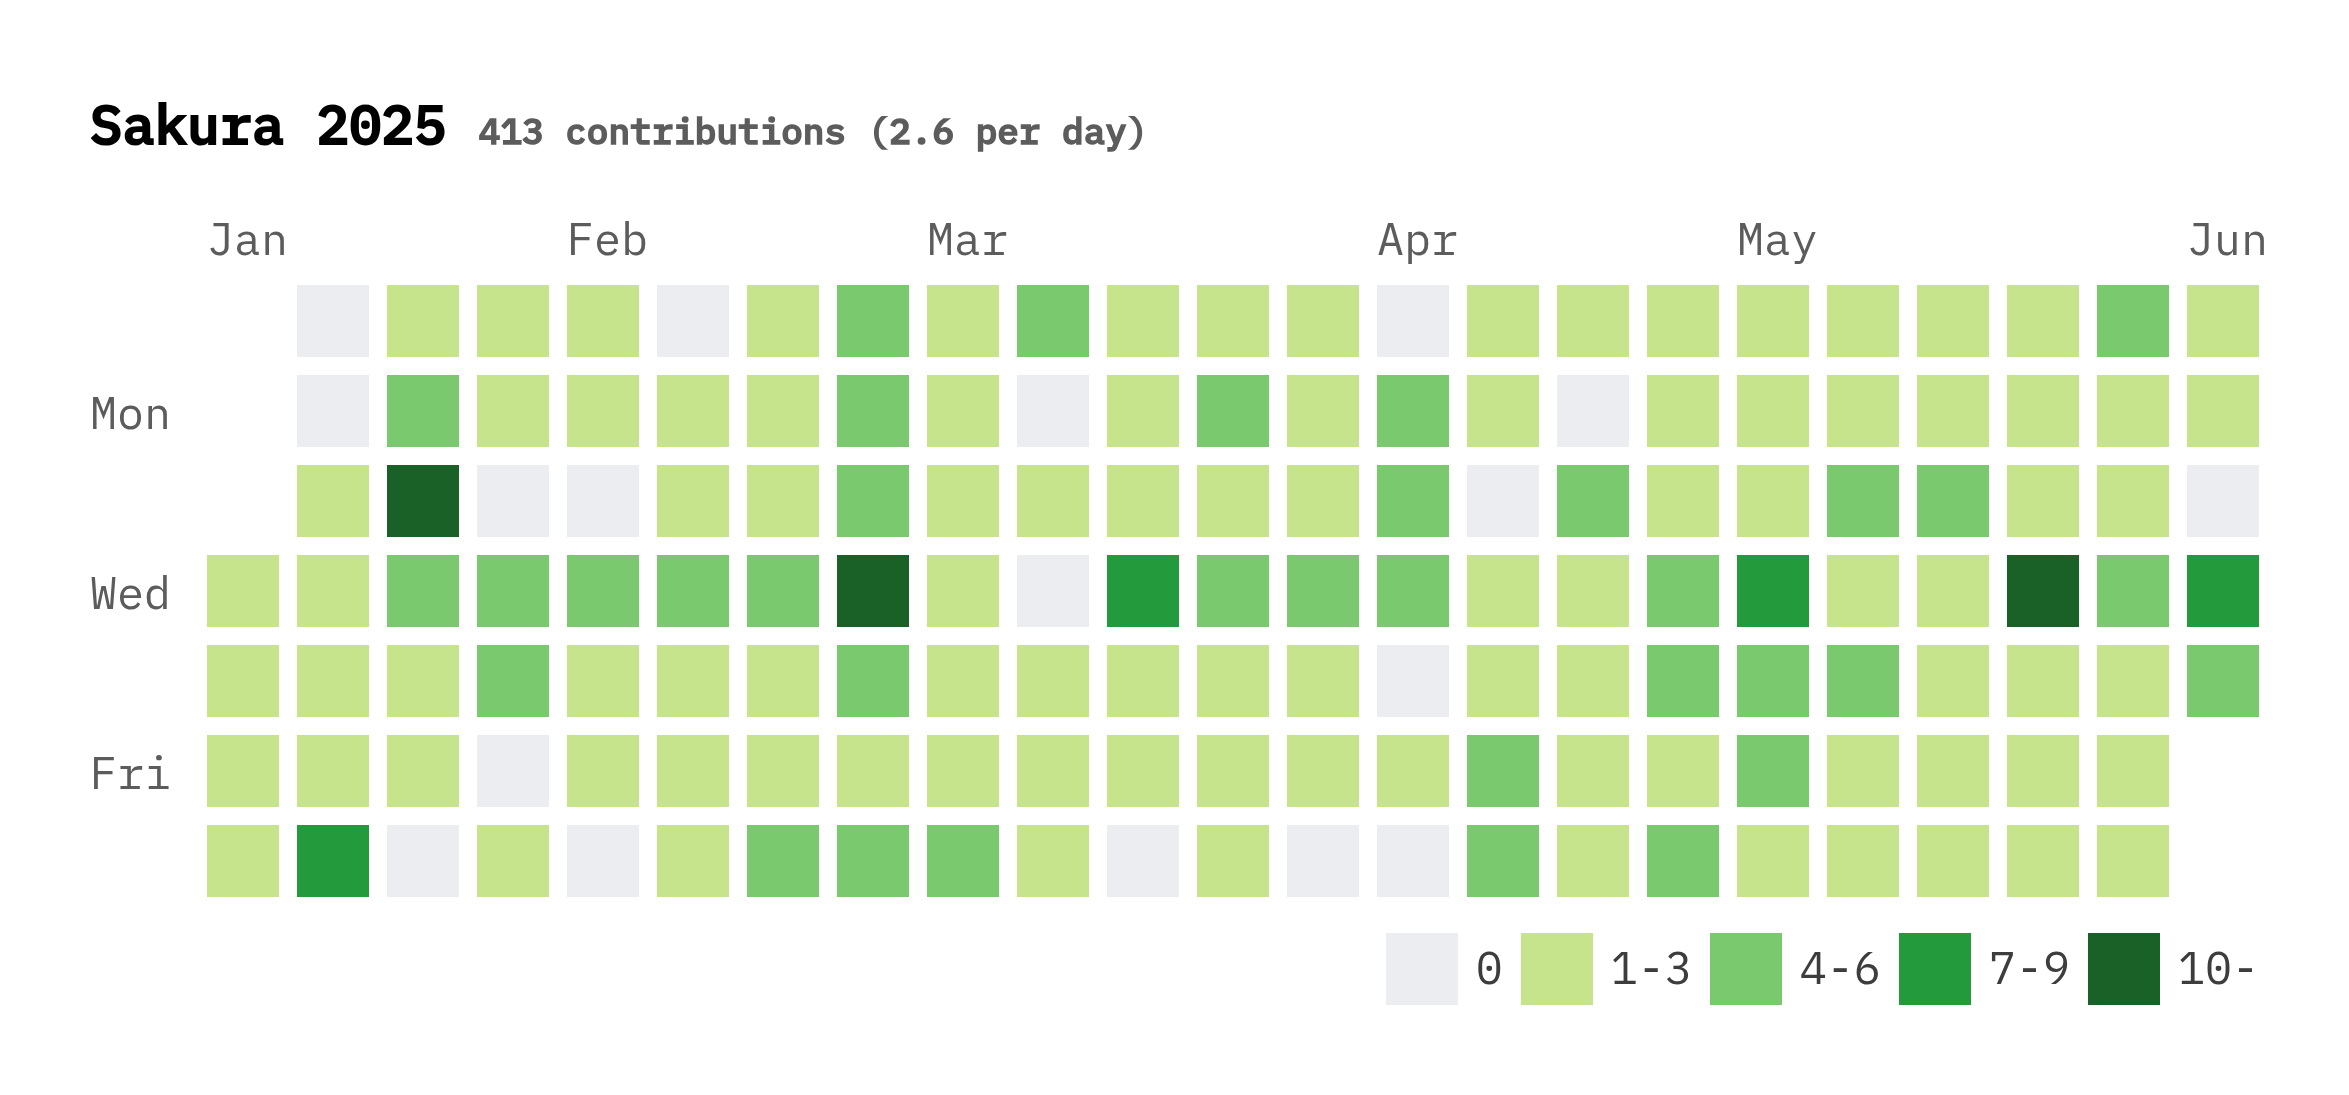 Sakura 2025 413 contributions (2.6 per day)
Jan Feb Mar Apr May Jun
Mon
Wed
Fri
0 1-3 4-6 7-9 10-